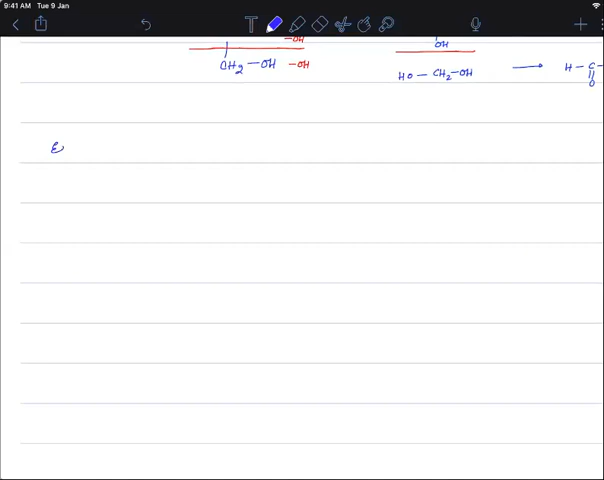 9:41 AM Tue 9 Jan
T
-OH
OH
CH2 -OH -OH
HO - CH2-OH → H - C -
O
E